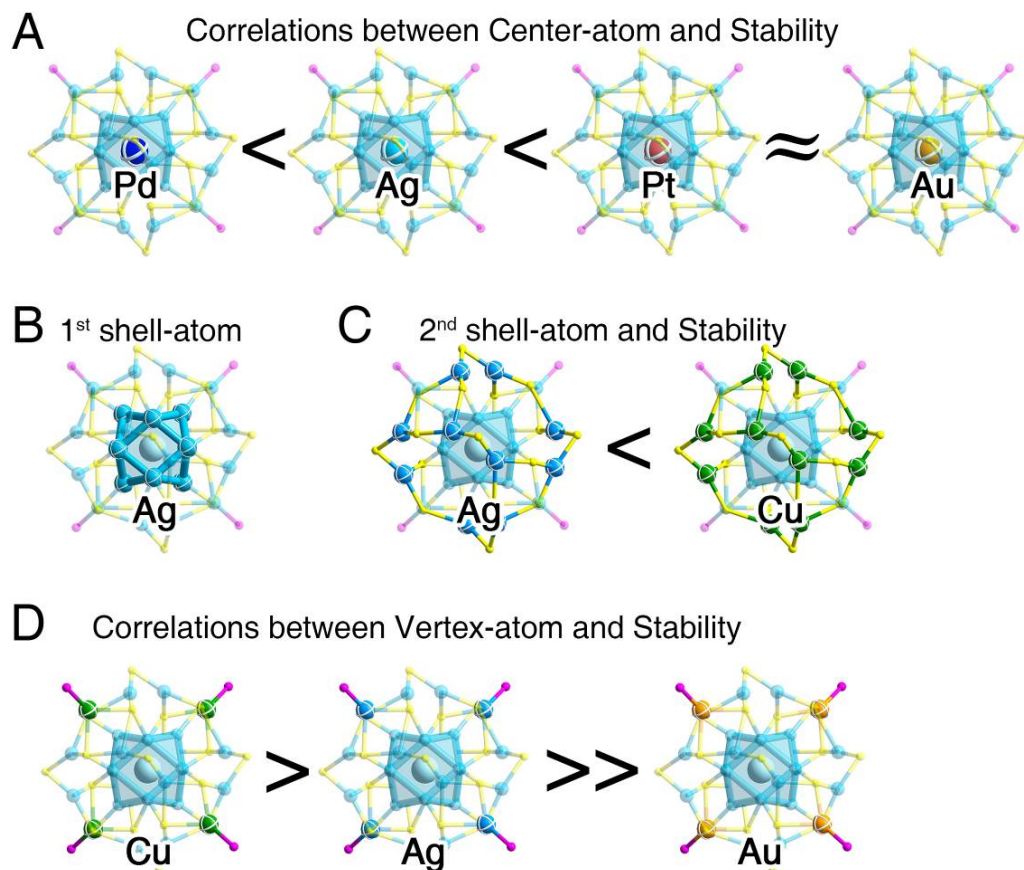 A Correlations between Center-atom and Stability
Pd < Ag < Pt ≈ Au
B 1st shell-atom
Ag
C 2nd shell-atom and Stability
Ag < Cu
D Correlations between Vertex-atom and Stability
Cu > Ag >> Au